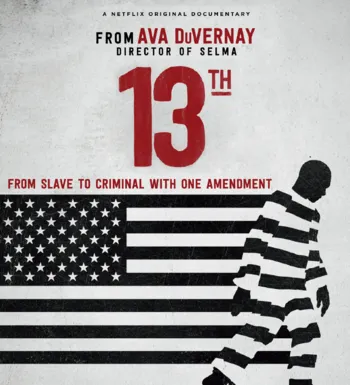 A NETFLIX ORIGINAL DOCUMENTARY
FROM AVA DuVERNAY
DIRECTOR OF SELMA
13TH
FROM SLAVE TO CRIMINAL WITH ONE AMENDMENT